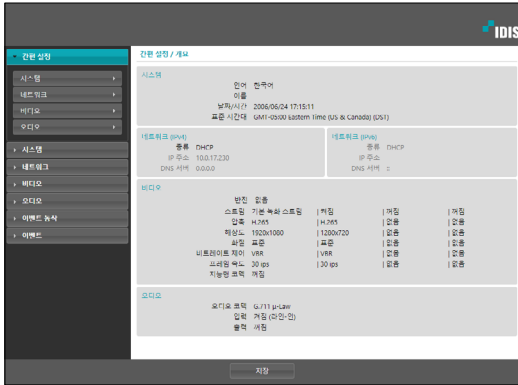 IDIS
간편 설정
시스템
네트워크
비디오
오디오
시스템
네트워크
비디오
오디오
이벤트 동작
이벤트
간편 설정 / 개요
시스템
언어 한국어
이름
날짜/시간 2006/06/24 17:15:11
표준 시간대 GMT-05:00 Eastern Time (US & Canada) (DST)
네트워크 (IPv4)
종류 DHCP
IP 주소 10.0.17.230
DNS 서버 0.0.0.0
네트워크 (IPv6)
종류 DHCP
IP 주소
DNS 서버 ::
비디오
반전 없음
스트림 기본 녹화 스트림 | 켜짐 | 꺼짐 | 꺼짐
압축 H.265 | H.265 | 없음 | 없음
해상도 1920x1080 | 1280x720 | 없음 | 없음
화질 표준 | 표준 | 없음 | 없음
비트레이트 제어 VBR | VBR | 없음 | 없음
프레임 속도 30 ips | 30 ips | 없음 | 없음
지능형 코덱 꺼짐
오디오
오디오 코덱 G.711 μ-Law
입력 켜짐 (라인-인)
출력 꺼짐
저장